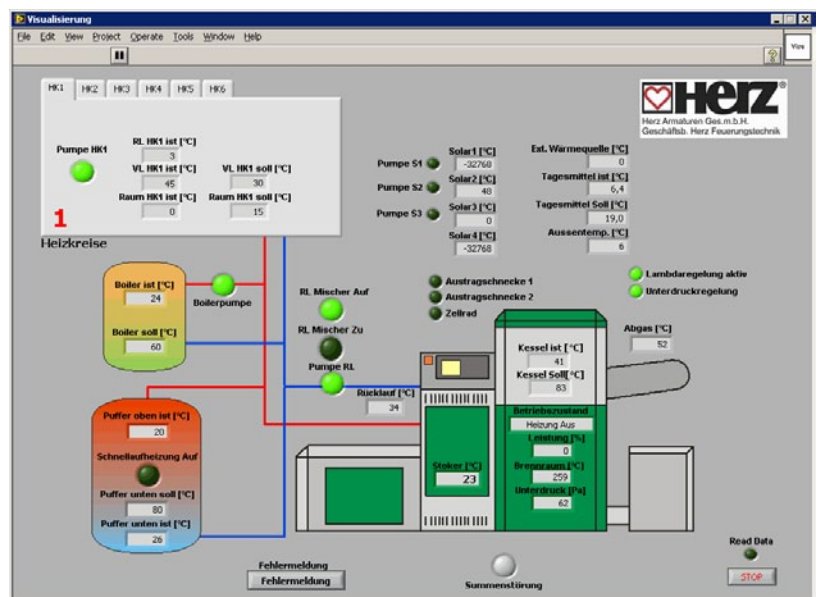 Visualisierung
File Edit View Project Operate Tools Window Help
HK1 HK2 HK3 HK4 HK5 HK6
Pumpe HK1
RL HK1 ist [°C]
3
VL HK1 ist [°C]
45
VL HK1 soll [°C]
30
Raum HK1 ist [°C]
0
Raum HK1 soll [°C]
15
1
Heizkreise
Pumpe S1
Pumpe S2
Pumpe S3
Solar1 [°C]
-32768
Solar2 [°C]
48
Solar3 [°C]
0
Solar4 [°C]
-32768
Ext. Wärmequelle [°C]
0
Tagesmittel ist [°C]
6,4
Tagesmittel Soll [°C]
19,0
Aussentemp. [°C]
6
HERZ
Herz Armaturen Ges.m.b.H.
Geschäftsb. Herz Feuerungstechnik
Boiler ist [°C]
24
Boiler soll [°C]
60
Boilerpumpe
RL Mischer Auf
RL Mischer Zu
Pumpe RL
Austragschnecke 1
Austragschnecke 2
Zellrad
Lambdaregelung aktiv
Unterdruckregelung
Abgas [°C]
52
Kessel ist [°C]
41
Kessel Soll[°C]
83
Rücklauf [°C]
34
Betriebszustand
Heizung Aus
Leistung [%]
0
Brennraum [°C]
259
Unterdruck [Pa]
62
Stoker [°C]
23
Puffer oben ist [°C]
20
Schnellaufheizung Auf
Puffer unten soll [°C]
80
Puffer unten ist [°C]
26
Fehlermeldung
Fehlermeldung
Summenstörung
Read Data
STOP